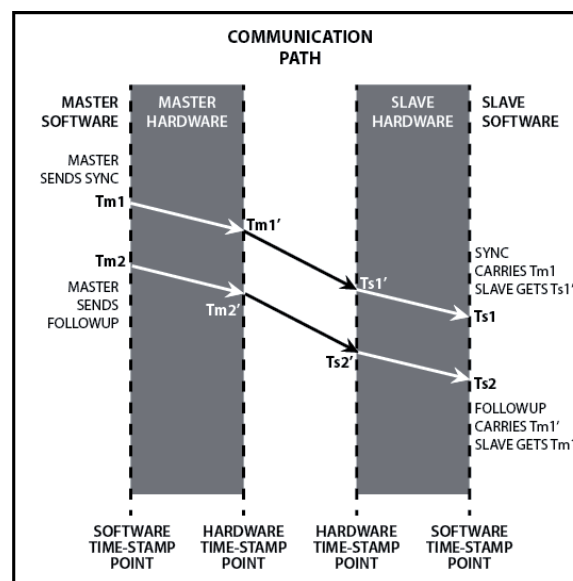 COMMUNICATION
PATH
MASTER
SOFTWARE
MASTER
HARDWARE
SLAVE
HARDWARE
SLAVE
SOFTWARE
MASTER
SENDS SYNC
Tm1
Tm1′
Tm2
MASTER
SENDS
FOLLOWUP
Tm2′
Ts1′
SYNC
CARRIES Tm1
SLAVE GETS Ts1′
Ts1
Ts2′
Ts2
FOLLOWUP
CARRIES Tm1′
SLAVE GETS Tm1′
SOFTWARE
TIME-STAMP
POINT
HARDWARE
TIME-STAMP
POINT
HARDWARE
TIME-STAMP
POINT
SOFTWARE
TIME-STAMP
POINT